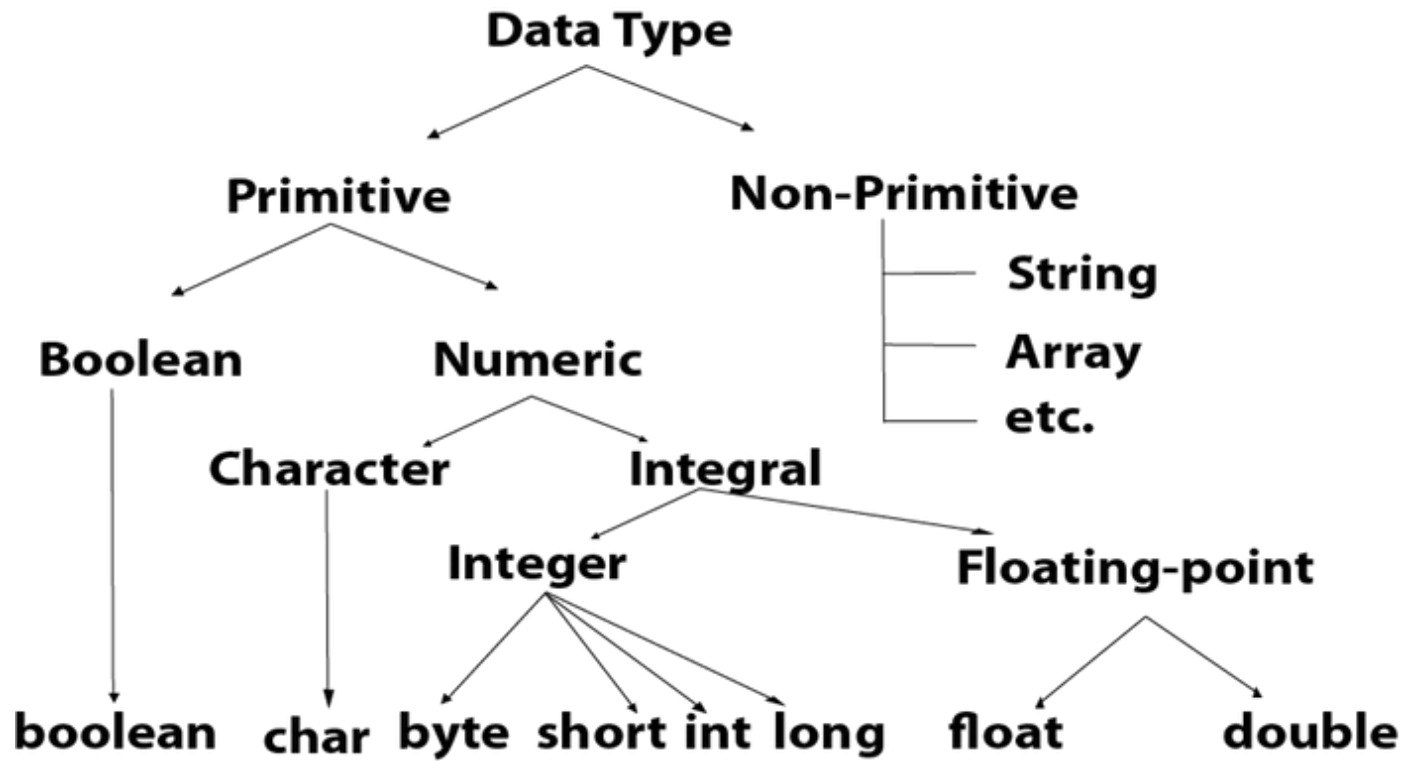 Data Type
Primitive
Non-Primitive
String
Boolean
Numeric
Array
etc.
Character
Integral
Integer
Floating-point
boolean
char
byte
short
int
long
float
double